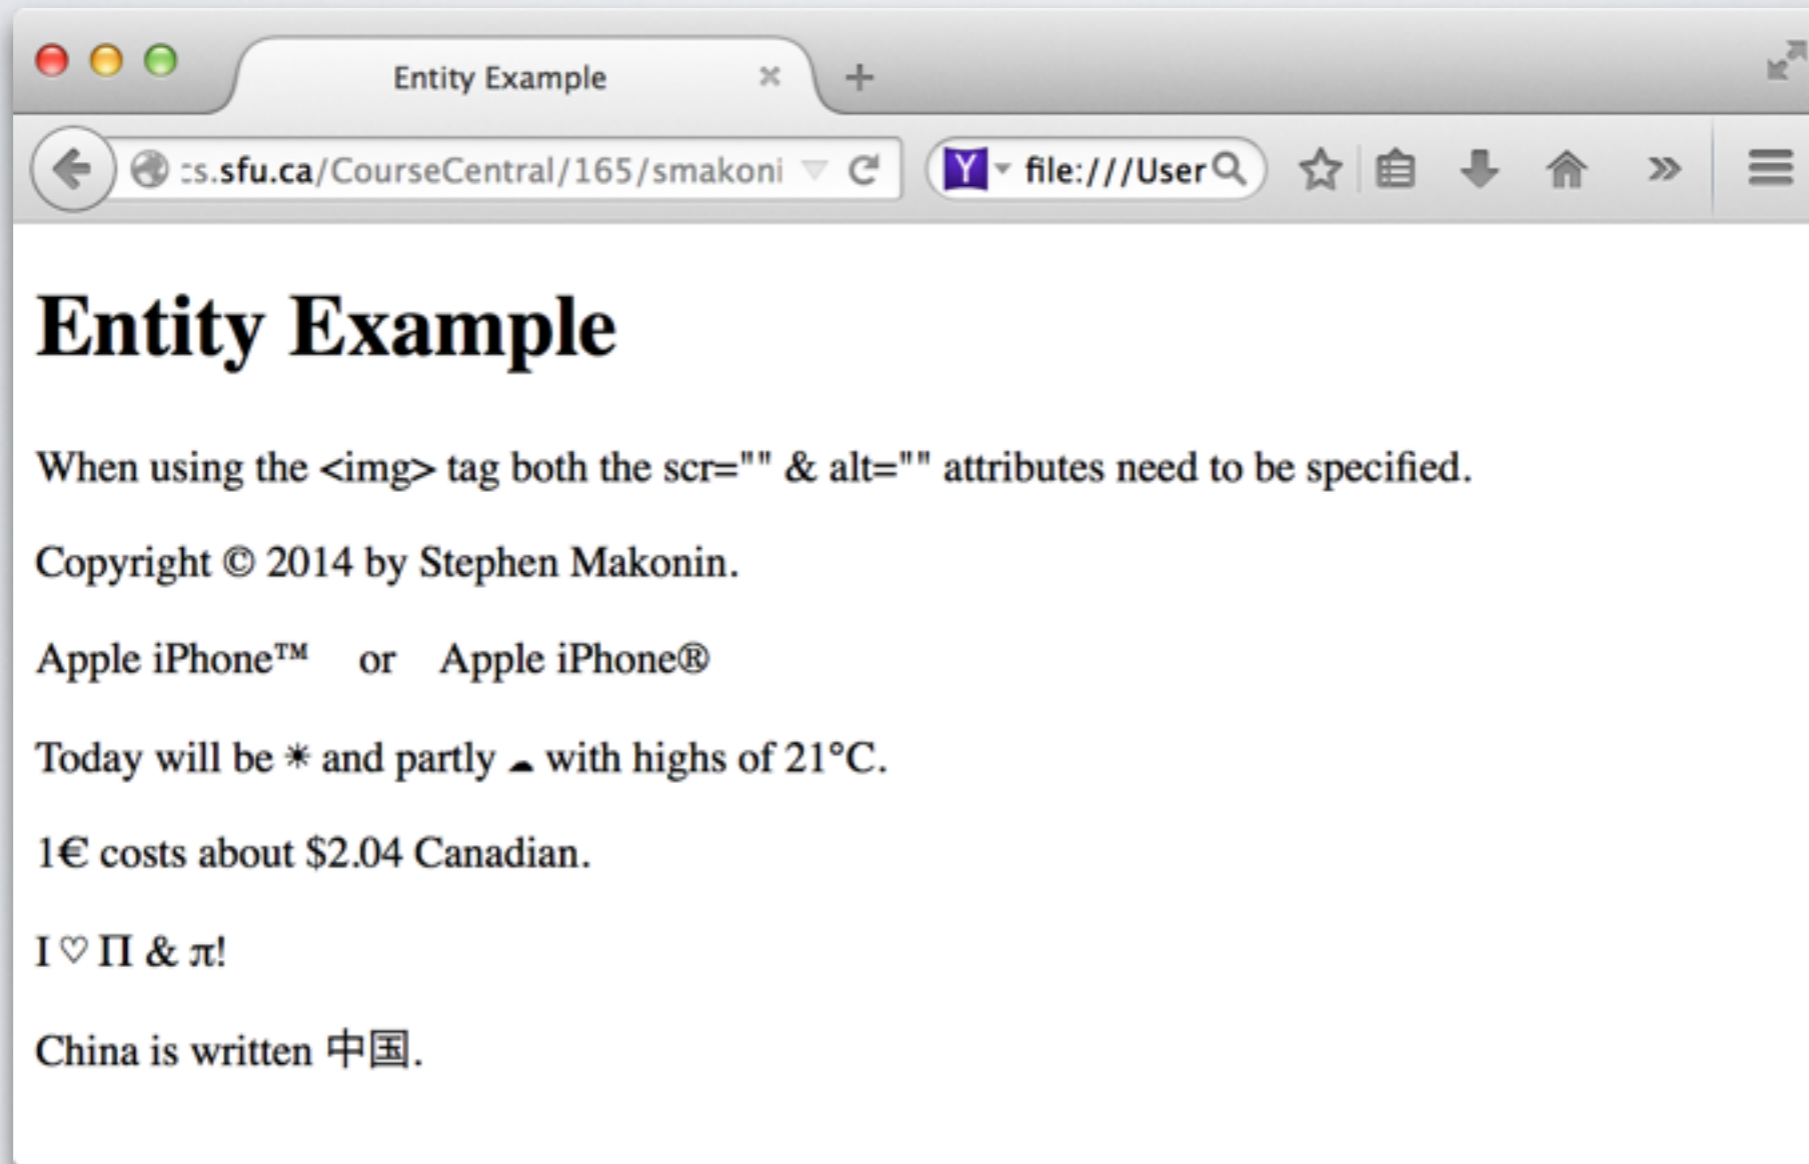 Entity Example
cs.sfu.ca/CourseCentral/165/smakoni
Y file:///User
Entity Example
When using the <img> tag both the scr="" & alt="" attributes need to be specified.
Copyright © 2014 by Stephen Makonin.
Apple iPhone™ or Apple iPhone®
Today will be ☀ and partly ☁ with highs of 21°C.
1€ costs about $2.04 Canadian.
I ♡ Π & π!
China is written 中国.